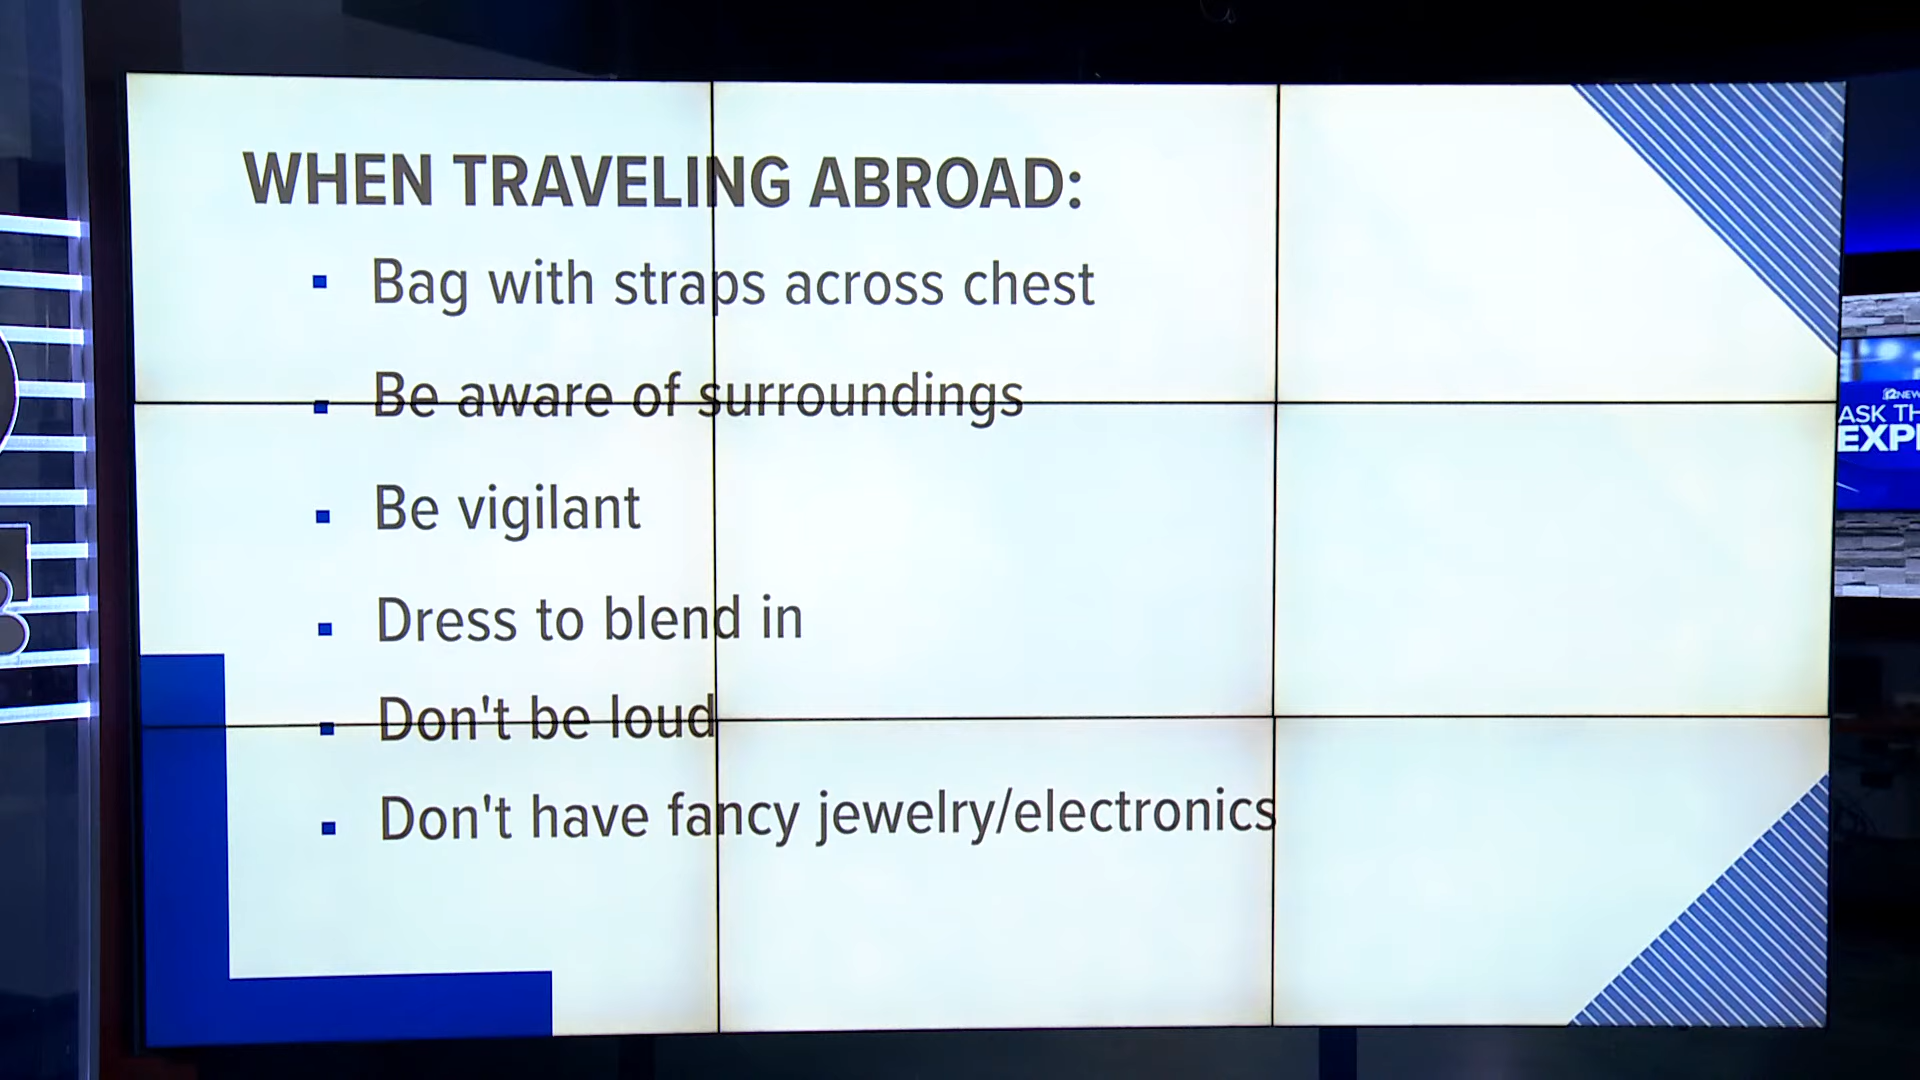 WHEN TRAVELING ABROAD:
Bag with straps across chest
Be aware of surroundings
Be vigilant
Dress to blend in
Don't be loud
Don't have fancy jewelry/electronics
12NEW
ASK TH
EXP